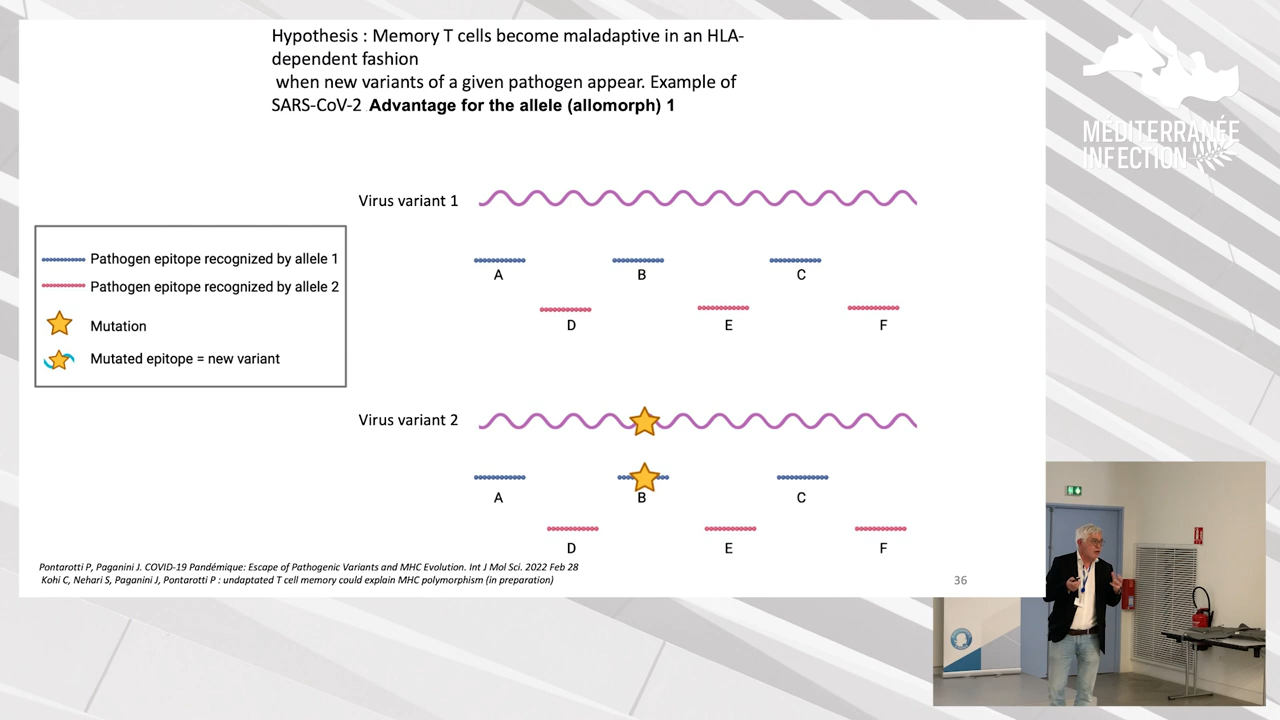 Hypothesis : Memory T cells become maladaptive in an HLA-
dependent fashion
when new variants of a given pathogen appear. Example of
SARS-CoV-2 Advantage for the allele (allomorph) 1
MÉDITERRANÉE
INFECTION
Virus variant 1
Pathogen epitope recognized by allele 1
Pathogen epitope recognized by allele 2
Mutation
Mutated epitope = new variant
A
B
C
D
E
F
Virus variant 2
A
B
C
D
E
F
Pontarotti P, Paganini J. COVID-19 Pandémique: Escape of Pathogenic Variants and MHC Evolution. Int J Mol Sci. 2022 Feb 28
Kohi C, Nehari S, Paganini J, Pontarotti P : undaptated T cell memory could explain MHC polymorphism (in preparation)
36